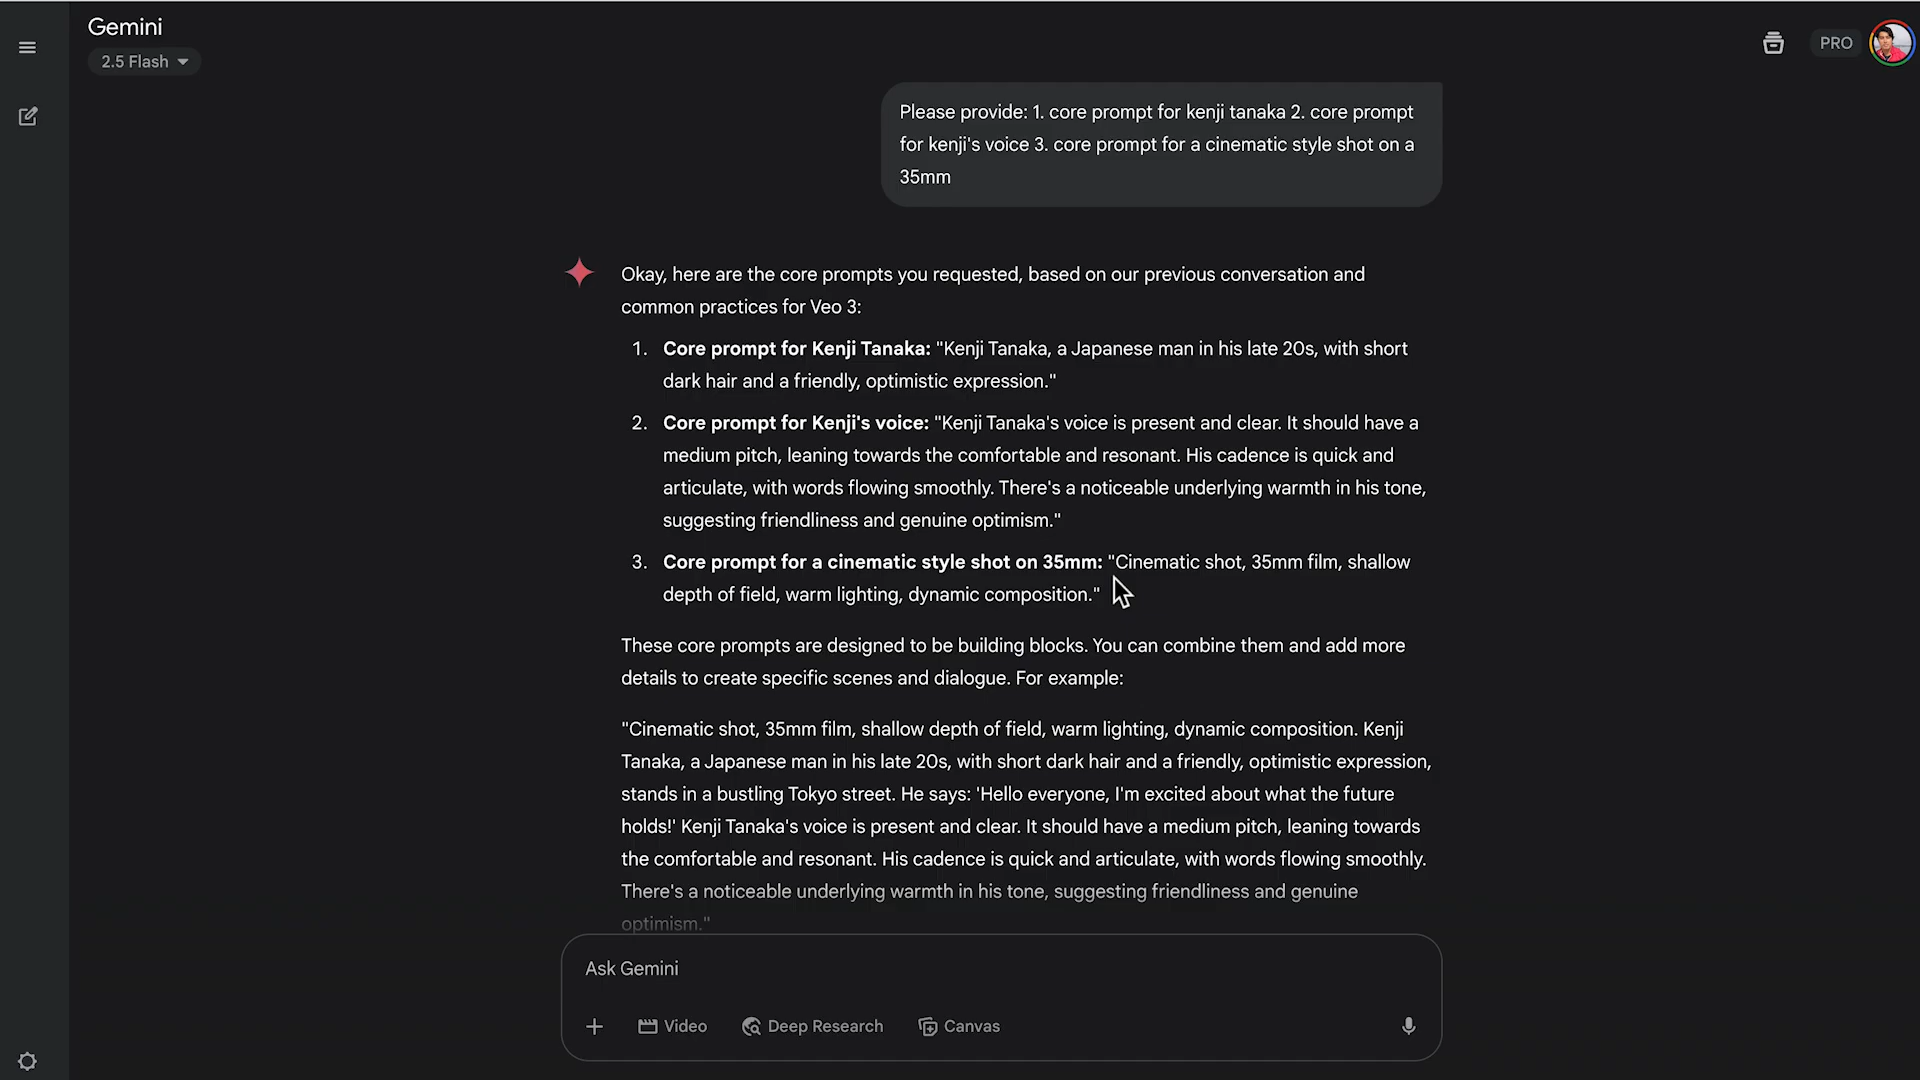 Gemini
2.5 Flash
PRO
Please provide: 1. core prompt for kenji tanaka 2. core prompt
for kenji's voice 3. core prompt for a cinematic style shot on a
35mm
Okay, here are the core prompts you requested, based on our previous conversation and
common practices for Veo 3:
1. Core prompt for Kenji Tanaka: "Kenji Tanaka, a Japanese man in his late 20s, with short
dark hair and a friendly, optimistic expression."
2. Core prompt for Kenji's voice: "Kenji Tanaka's voice is present and clear. It should have a
medium pitch, leaning towards the comfortable and resonant. His cadence is quick and
articulate, with words flowing smoothly. There's a noticeable underlying warmth in his tone,
suggesting friendliness and genuine optimism."
3. Core prompt for a cinematic style shot on 35mm: "Cinematic shot, 35mm film, shallow
depth of field, warm lighting, dynamic composition."
These core prompts are designed to be building blocks. You can combine them and add more
details to create specific scenes and dialogue. For example:
"Cinematic shot, 35mm film, shallow depth of field, warm lighting, dynamic composition. Kenji
Tanaka, a Japanese man in his late 20s, with short dark hair and a friendly, optimistic expression,
stands in a bustling Tokyo street. He says: 'Hello everyone, I'm excited about what the future
holds!' Kenji Tanaka's voice is present and clear. It should have a medium pitch, leaning towards
the comfortable and resonant. His cadence is quick and articulate, with words flowing smoothly.
There's a noticeable underlying warmth in his tone, suggesting friendliness and genuine
optimism."
Ask Gemini
Video Deep Research Canvas